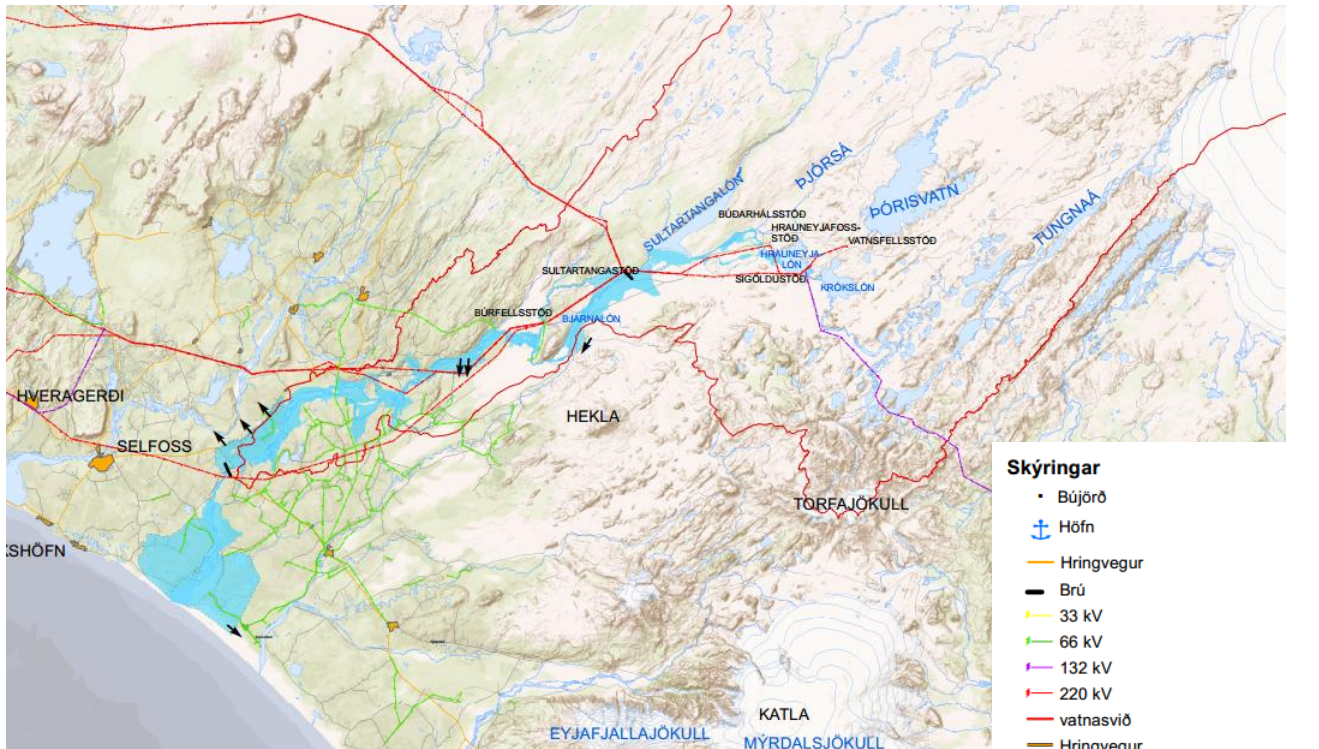 ÞJÓRSÁ
SULTARTANGALÓN
ÞÓRISVATN
TUNGNAÁ
BÚÐARHÁLSSTÖÐ
HRAUNEYJAFOSS-
STÖÐ
VATNSFELLSSTÖÐ
HRAUNEYJA-
LÓN
SULTARTANGASTÖÐ
SIGÖLDUSTÖÐ
KRÓKSLÓN
BÚRFELLSSTÖÐ
BJARNALÓN
HVERAGERÐI
HEKLA
SELFOSS
TORFAJÖKULL
KSHÖFN
KATLA
EYJAFJALLAJÖKULL
MÝRDALSJÖKULL
Skýringar
Bújörð
Höfn
Hringvegur
Brú
33 kV
66 kV
132 kV
220 kV
vatnasvið
Hringvegur